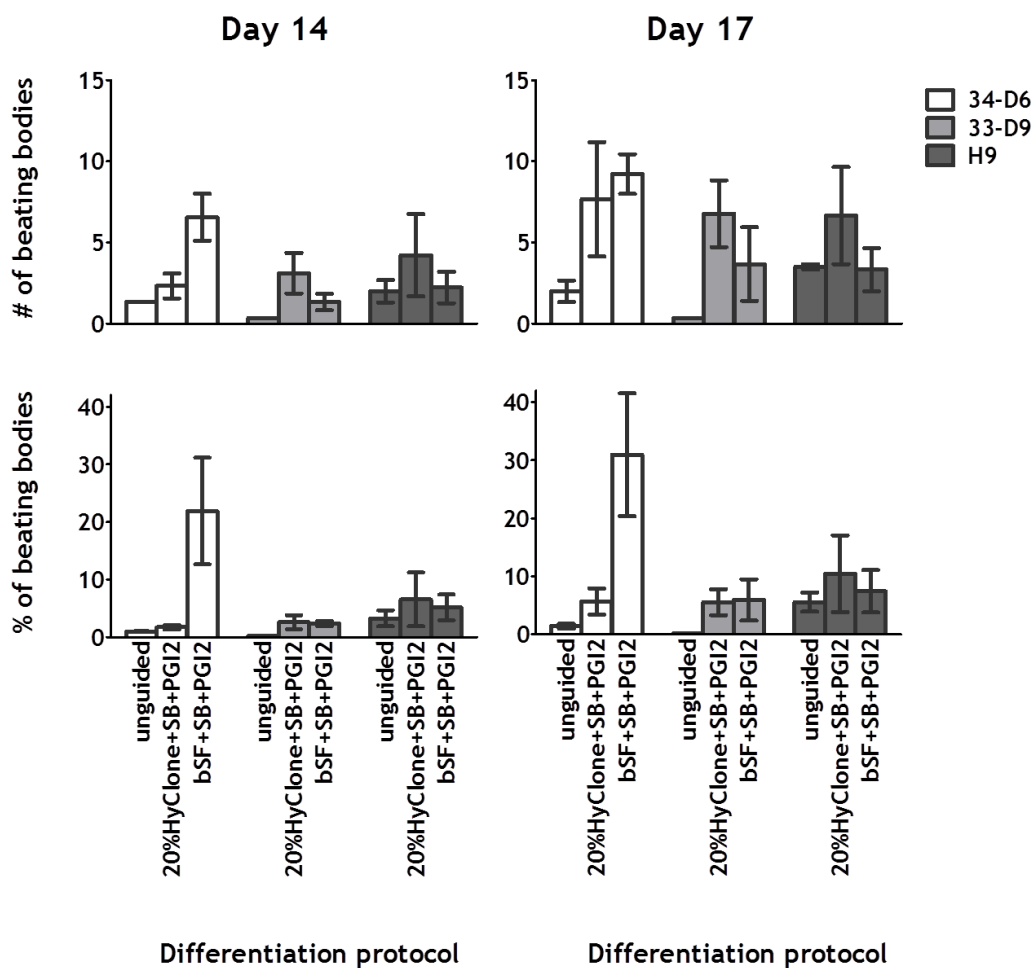 Day 14
Day 17
# of beating bodies
15
10
5
0
15
10
5
0
34-D6
33-D9
H9
% of beating bodies
40
30
20
10
0
40
30
20
10
0
unguided
20%HyClone+SB+PGI2
bSF+SB+PGI2
unguided
20%HyClone+SB+PGI2
bSF+SB+PGI2
20%HyClone+SB+PGI2
bSF+SB+PGI2
unguided
20%HyClone+SB+PGI2
bSF+SB+PGI2
unguided
20%HyClone+SB+PGI2
bSF+SB+PGI2
20%HyClone+SB+PGI2
bSF+SB+PGI2
Differentiation protocol
Differentiation protocol